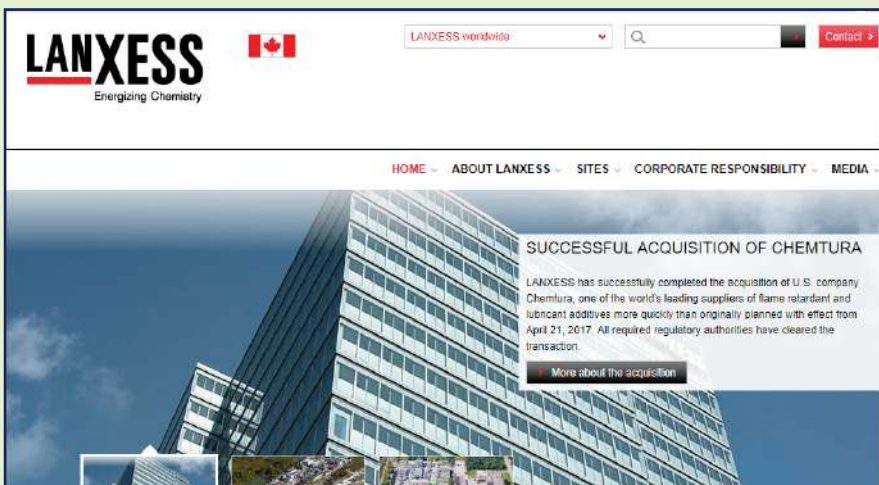 LANXESS
Energizing Chemistry
LANXESS worldwide
Contact >
HOME
ABOUT LANXESS
SITES
CORPORATE RESPONSIBILITY
MEDIA
SUCCESSFUL ACQUISITION OF CHEMTURA
LANXESS has successfully completed the acquisition of U.S. company
Chemtura, one of the world's leading suppliers of flame retardant and
lubricant additives more quickly than originally planned with effect from
April 21, 2017. All required regulatory authorities have cleared the
transaction.
More about the acquisition